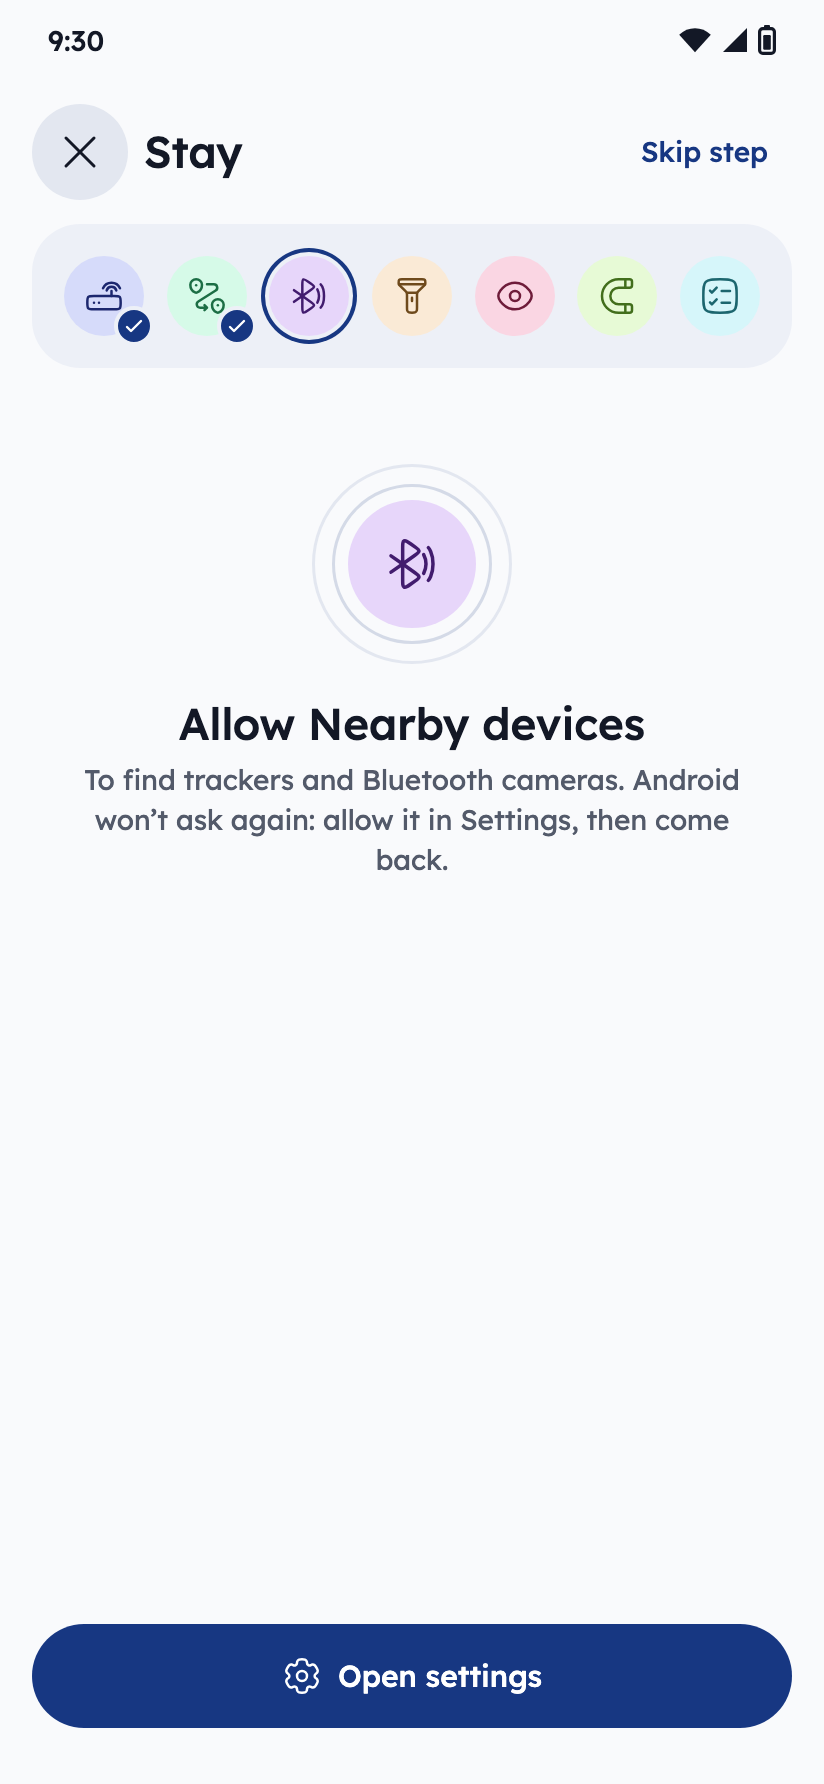 9:30
Stay
Skip step
Allow Nearby devices
To find trackers and Bluetooth cameras. Android
won’t ask again: allow it in Settings, then come
back.
Open settings